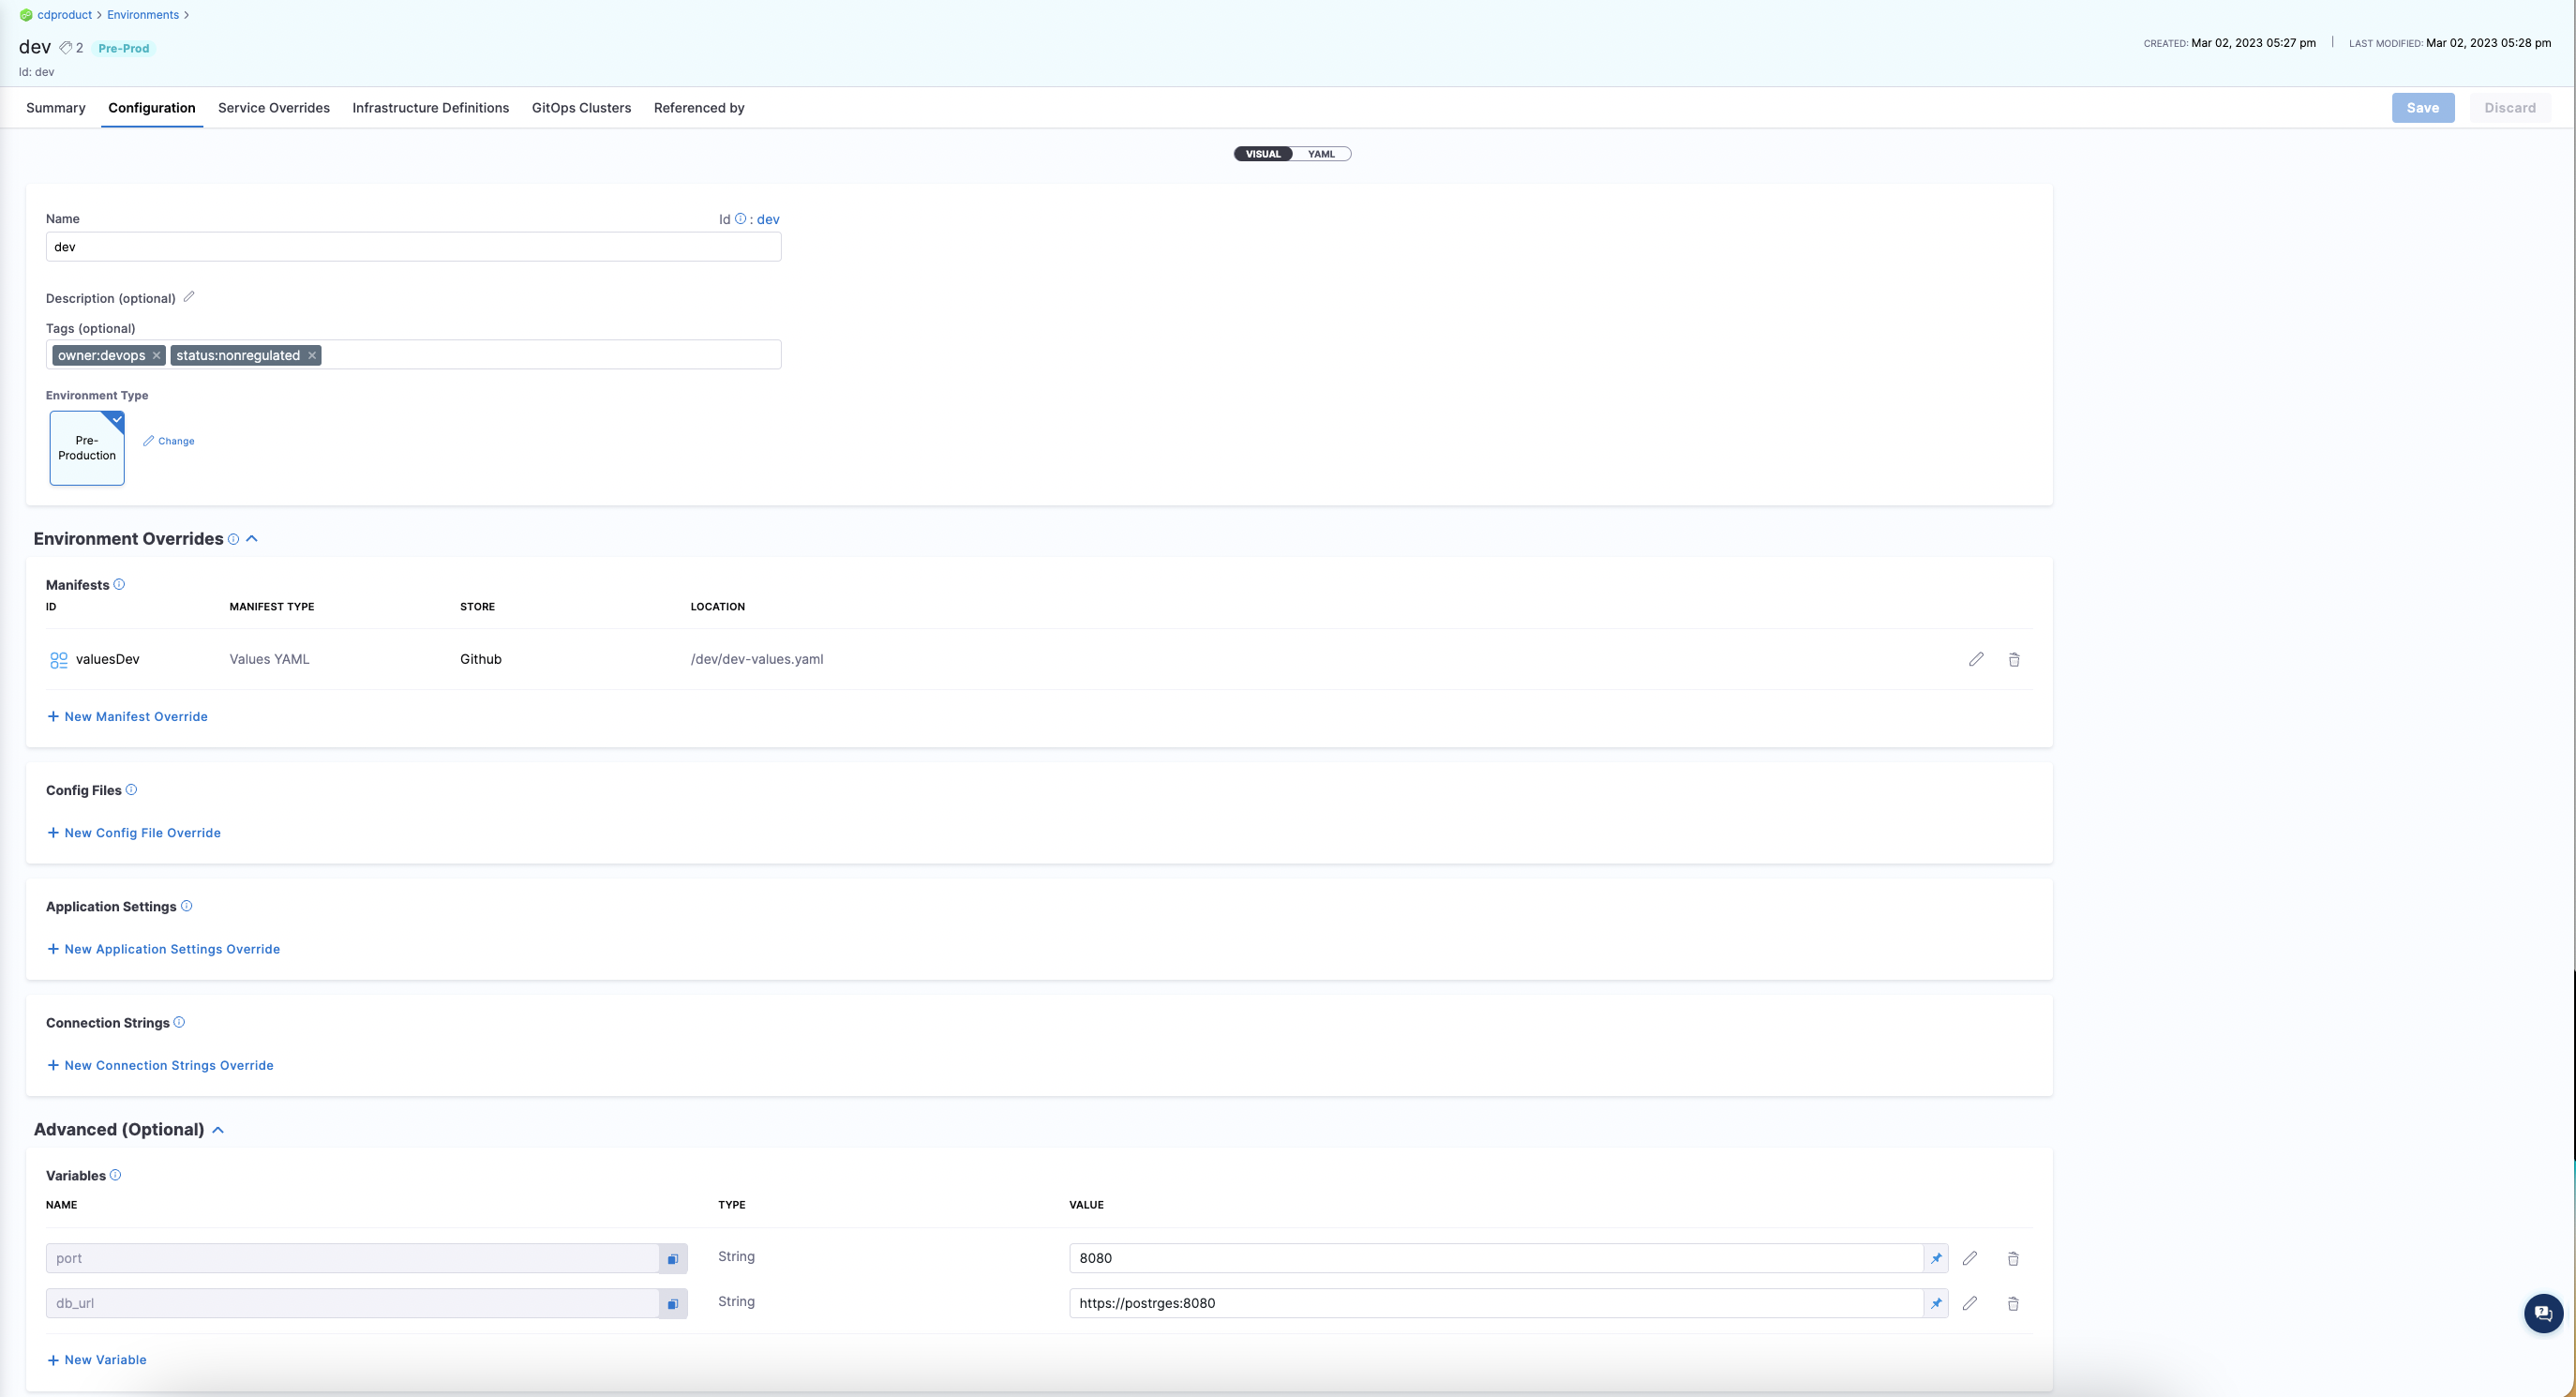 cdproduct > Environments >
dev 2 Pre-Prod
CREATED: Mar 02, 2023 05:27 pm | LAST MODIFIED: Mar 02, 2023 05:28 pm
Id: dev
Summary Configuration Service Overrides Infrastructure Definitions GitOps Clusters Referenced by Save Discard
VISUAL YAML
Name Id : dev
dev
Description (optional)
Tags (optional)
owner:devops × status:nonregulated ×
Environment Type
Pre-
Production
Change
Environment Overrides
Manifests
ID MANIFEST TYPE STORE LOCATION
valuesDev Values YAML Github /dev/dev-values.yaml
+ New Manifest Override
Config Files
+ New Config File Override
Application Settings
+ New Application Settings Override
Connection Strings
+ New Connection Strings Override
Advanced (Optional)
Variables
NAME TYPE VALUE
port String 8080
db_url String https://postrges:8080
+ New Variable